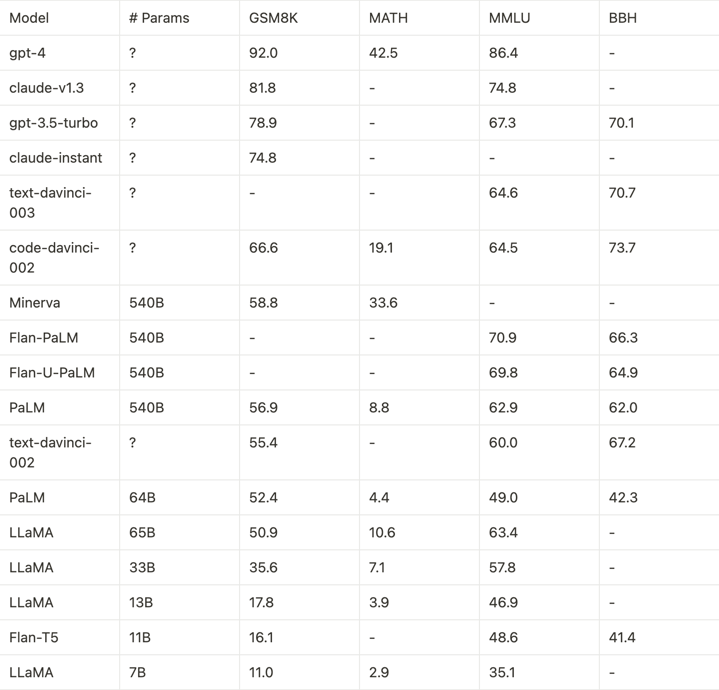 Model # Params GSM8K MATH MMLU BBH
gpt-4 ? 92.0 42.5 86.4 -
claude-v1.3 ? 81.8 - 74.8 -
gpt-3.5-turbo ? 78.9 - 67.3 70.1
claude-instant ? 74.8 - - -
text-davinci- ? - - 64.6 70.7
003
code-davinci- ? 66.6 19.1 64.5 73.7
002
Minerva 540B 58.8 33.6 - -
Flan-PaLM 540B - - 70.9 66.3
Flan-U-PaLM 540B - - 69.8 64.9
PaLM 540B 56.9 8.8 62.9 62.0
text-davinci- ? 55.4 - 60.0 67.2
002
PaLM 64B 52.4 4.4 49.0 42.3
LLaMA 65B 50.9 10.6 63.4 -
LLaMA 33B 35.6 7.1 57.8 -
LLaMA 13B 17.8 3.9 46.9 -
Flan-T5 11B 16.1 - 48.6 41.4
LLaMA 7B 11.0 2.9 35.1 -